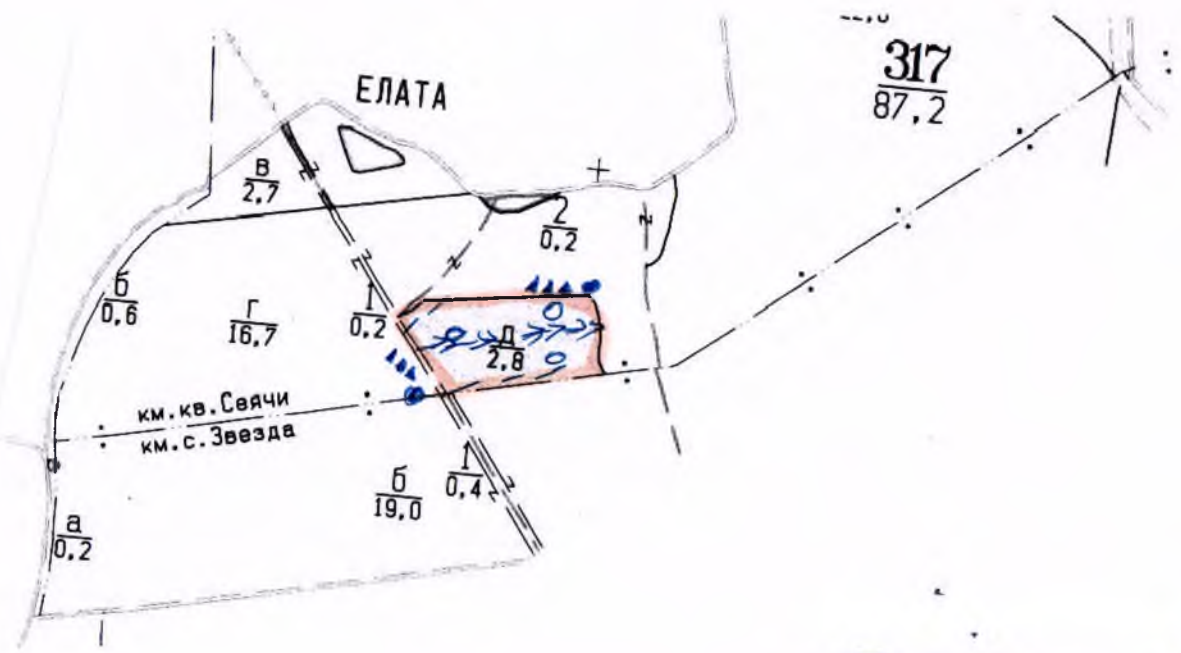 317
87,2
ЕЛАТА
в
2,7
2
0,2
б
0,6
г
16,7
1
0,2
Д
2,8
км.кв.Свячи
км.с.Звезда
б
19,0
1
0,4
а
0,2